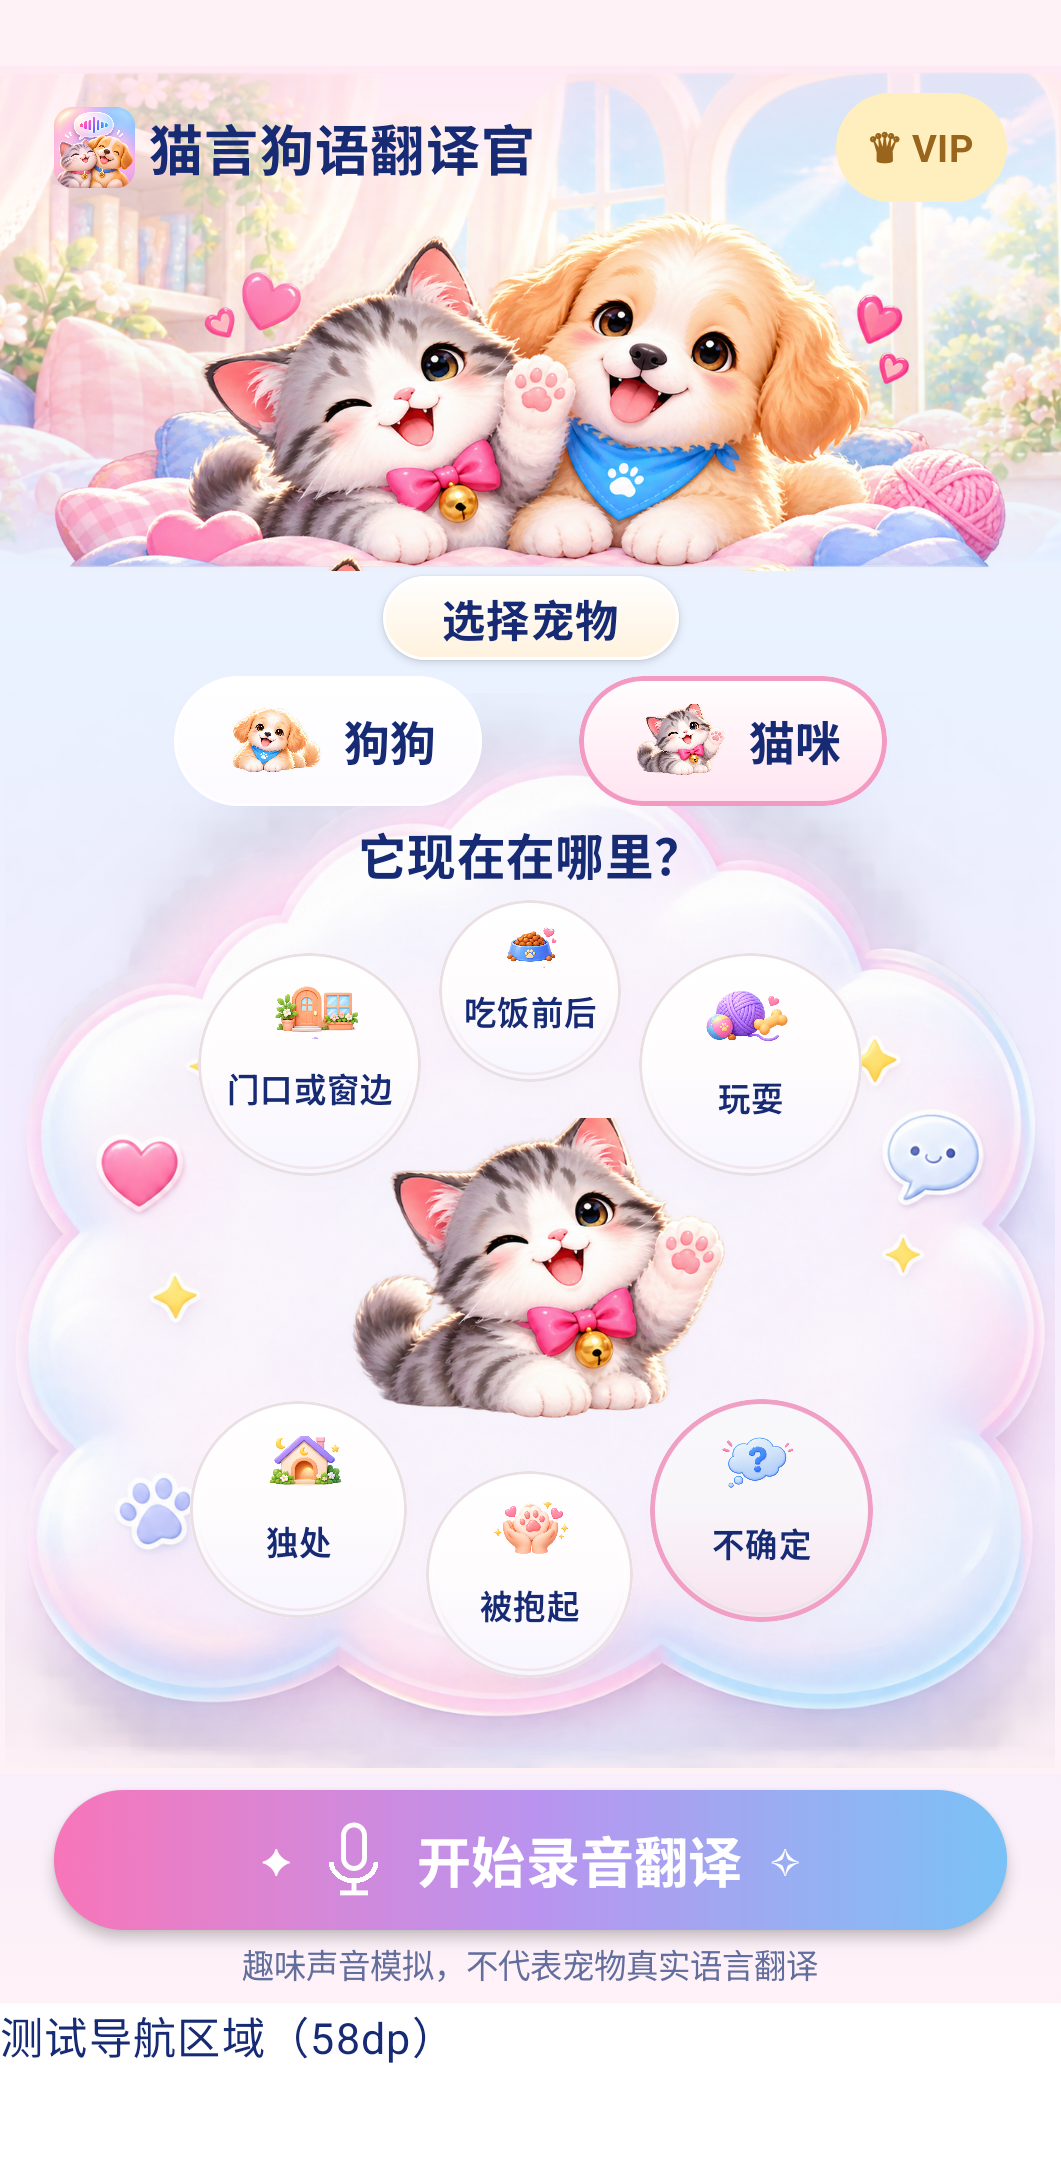 猫言狗语翻译官
VIP
选择宠物
狗狗
猫咪
它现在在哪里？
吃饭前后
门口或窗边
玩耍
独处
不确定
被抱起
开始录音翻译
趣味声音模拟，不代表宠物真实语言翻译
测试导航区域（58dp）